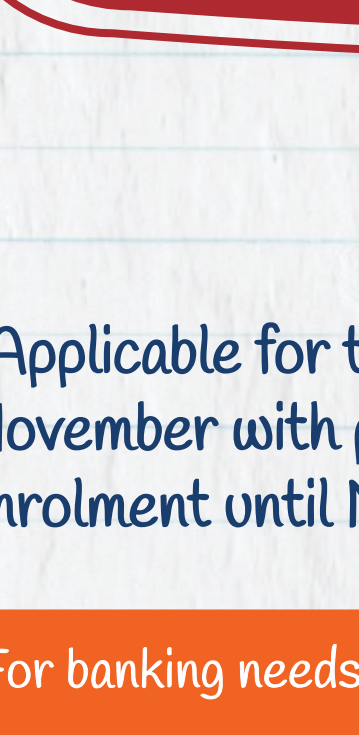 Applicable for t
November with p
nrolment until N
For banking needs